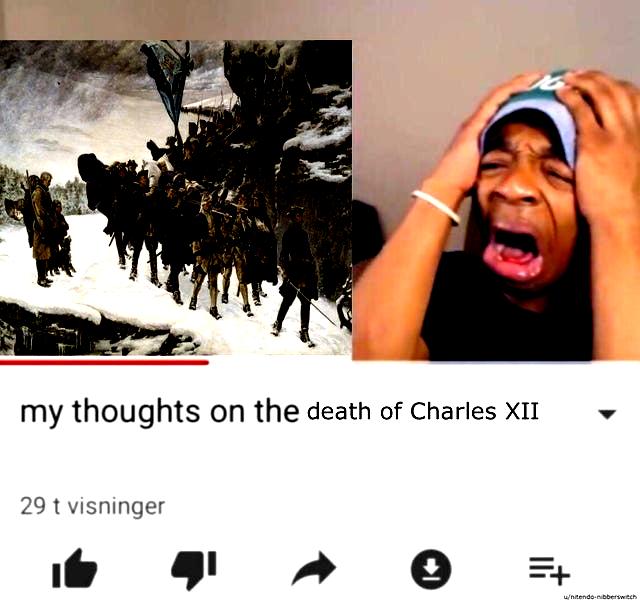 my thoughts on the death of Charles XII
29 t visninger
u/nitendo-nibberswitch